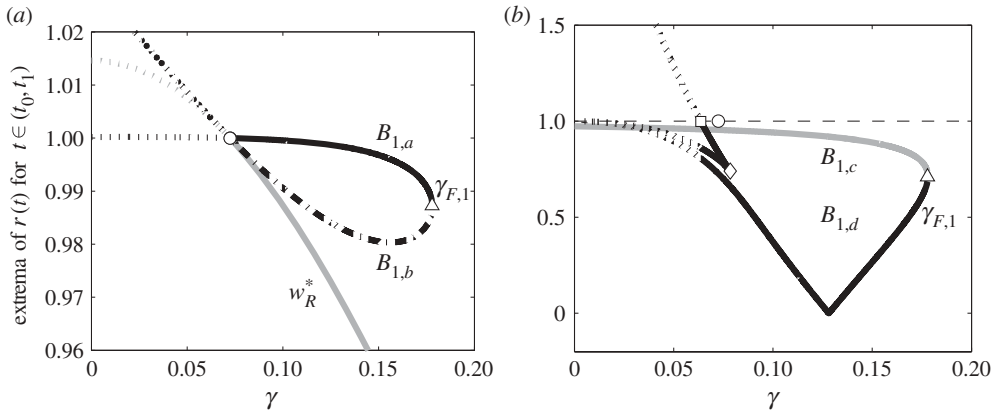 (a)
extrema of r(t) for t ∈ (t0, t1)
1.02
1.01
1.00
0.99
0.98
0.97
0.96
B1,a
γF,1
B1,b
w*R
0
0.05
0.10
0.15
0.20
γ
(b)
1.5
1.0
0.5
0
B1,c
B1,d
γF,1
0
0.05
0.10
0.15
0.20
γ